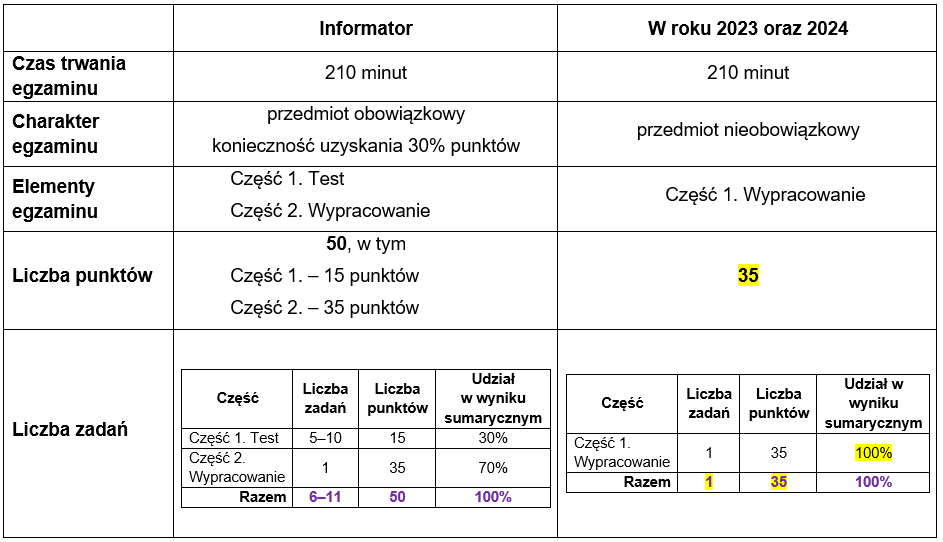 Informator
W roku 2023 oraz 2024
Czas trwania
egzaminu
210 minut
210 minut
Charakter
egzaminu
przedmiot obowiązkowy
konieczność uzyskania 30% punktów
przedmiot nieobowiązkowy
Elementy
egzaminu
Część 1. Test
Część 2. Wypracowanie
Część 1. Wypracowanie
Liczba punktów
50, w tym
Część 1. – 15 punktów
Część 2. – 35 punktów
35
Liczba zadań
Część
Liczba
zadań
Liczba
punktów
Udział
w wyniku
sumarycznym
Część 1. Test
5–10
15
30%
Część 2.
Wypracowanie
1
35
70%
Razem
6–11
50
100%
Część
Liczba
zadań
Liczba
punktów
Udział w
wyniku
sumarycznym
Część 1.
Wypracowanie
1
35
100%
Razem
1
35
100%